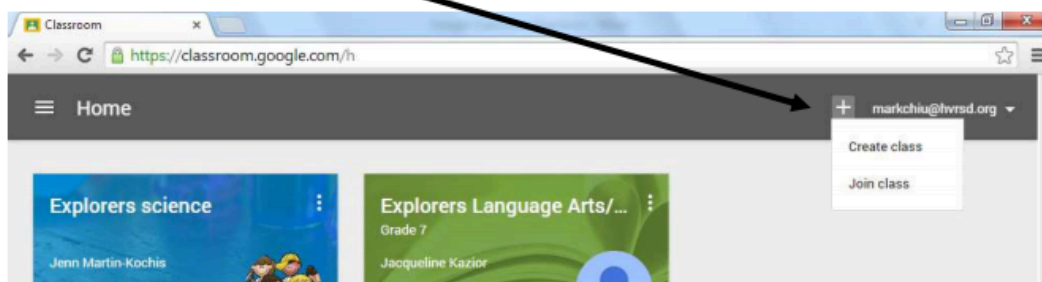 Classroom
https://classroom.google.com/h
Home
markchiu@hvrsd.org
Create class
Join class
Explorers science
Jenn Martin-Kochis
Explorers Language Arts/...
Grade 7
Jacqueline Kazior